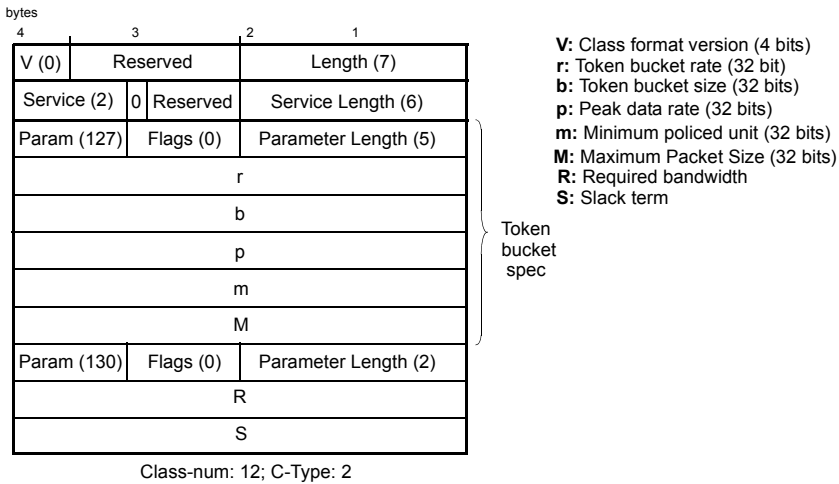 bytes
4 3 2 1
V (0) Reserved Length (7)
Service (2) 0 Reserved Service Length (6)
Param (127) Flags (0) Parameter Length (5)
r
b
p
m
M
Param (130) Flags (0) Parameter Length (2)
R
S
Class-num: 12; C-Type: 2
Token
bucket
spec
V: Class format version (4 bits)
r: Token bucket rate (32 bit)
b: Token bucket size (32 bits)
p: Peak data rate (32 bits)
m: Minimum policed unit (32 bits)
M: Maximum Packet Size (32 bits)
R: Required bandwidth
S: Slack term